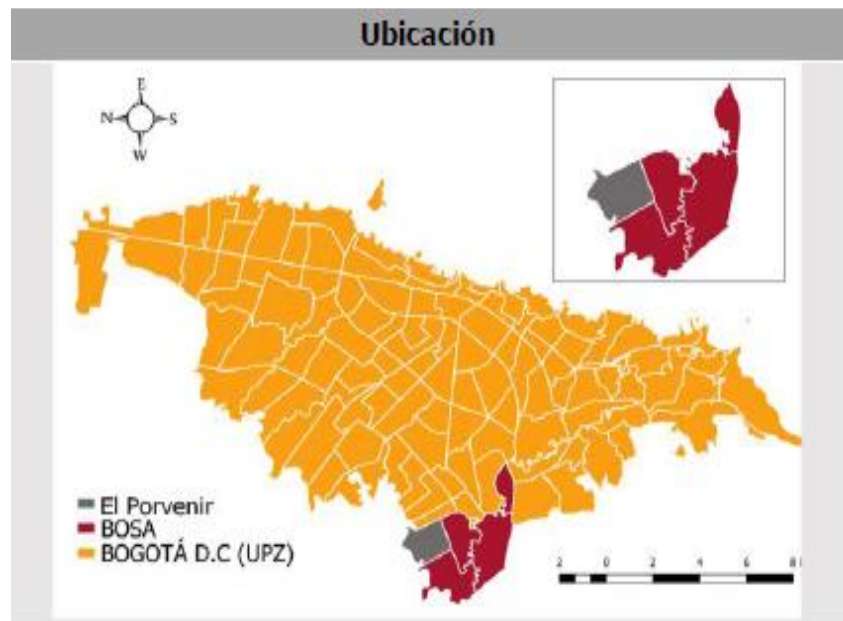 Ubicación
E
N S
W
El Porvenir
BOSA
BOGOTÁ D.C (UPZ)
2 0 2 4 6 8